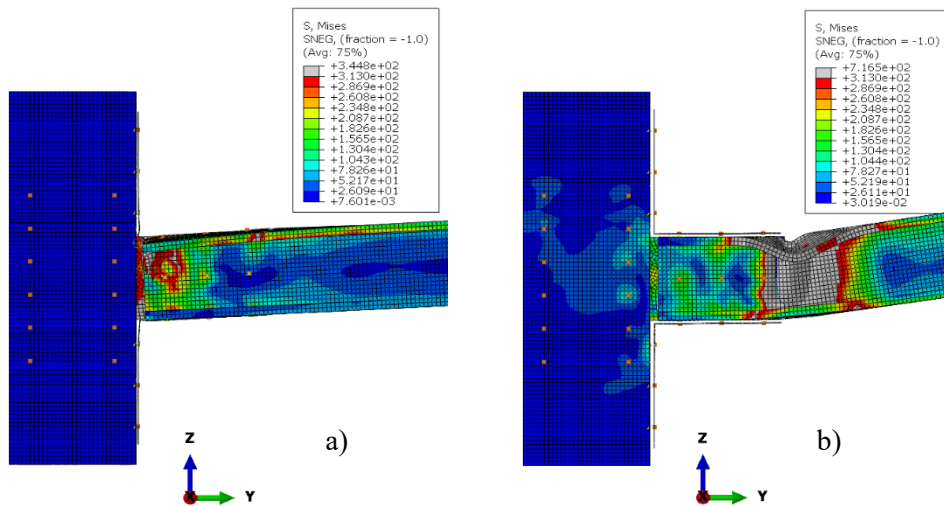 S, Mises
SNEG, (fraction = -1.0)
(Avg: 75%)
+3.448e+02
+3.130e+02
+2.869e+02
+2.608e+02
+2.348e+02
+2.087e+02
+1.826e+02
+1.565e+02
+1.304e+02
+1.043e+02
+7.826e+01
+5.217e+01
+2.609e+01
+7.601e-03
Z
X
Y
a)
S, Mises
SNEG, (fraction = -1.0)
(Avg: 75%)
+7.165e+02
+3.130e+02
+2.869e+02
+2.608e+02
+2.348e+02
+2.087e+02
+1.826e+02
+1.565e+02
+1.304e+02
+1.044e+02
+7.827e+01
+5.219e+01
+2.611e+01
+3.019e-02
Z
X
Y
b)